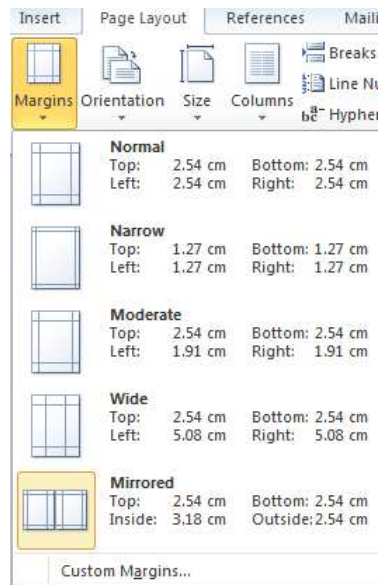 Insert Page Layout References Maili
Breaks
Line Nu
Margins Orientation Size Columns
bc a- Hypher
Normal
Top: 2.54 cm Bottom: 2.54 cm
Left: 2.54 cm Right: 2.54 cm
Narrow
Top: 1.27 cm Bottom: 1.27 cm
Left: 1.27 cm Right: 1.27 cm
Moderate
Top: 2.54 cm Bottom: 2.54 cm
Left: 1.91 cm Right: 1.91 cm
Wide
Top: 2.54 cm Bottom: 2.54 cm
Left: 5.08 cm Right: 5.08 cm
Mirrored
Top: 2.54 cm Bottom: 2.54 cm
Inside: 3.18 cm Outside: 2.54 cm
Custom Margins...